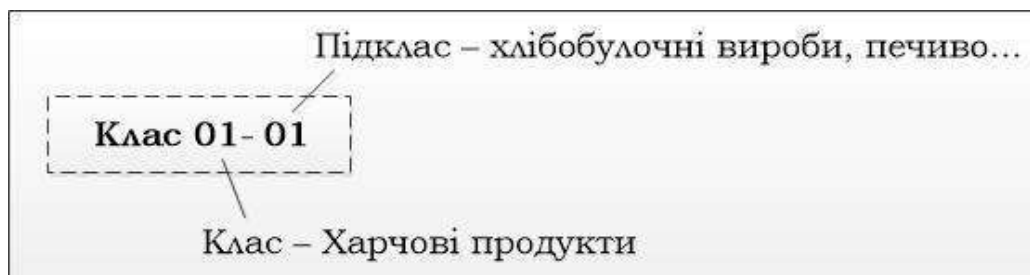 Підклас – хлібобулочні вироби, печиво...
Клас 01- 01
Клас – Харчові продукти